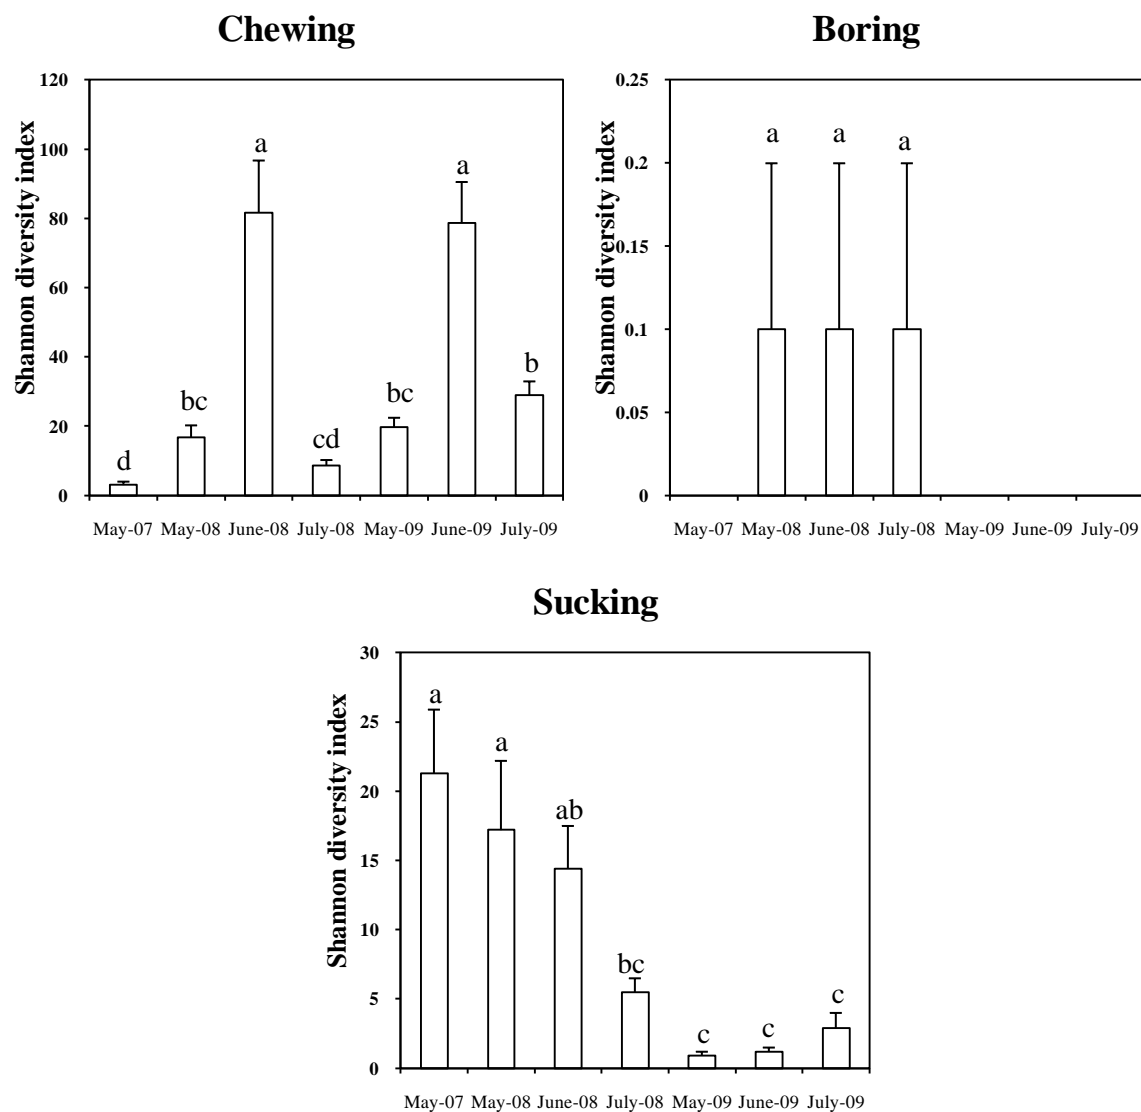 Chewing
Shannon diversity index
120
100
80
60
40
20
0
a
a
b
bc
bc
cd
d
May-07 May-08 June-08 July-08 May-09 June-09 July-09
Boring
Shannon diversity index
0.25
0.2
0.15
0.1
0.05
0
a a a
May-07 May-08 June-08 July-08 May-09 June-09 July-09
Sucking
Shannon diversity index
30
25
20
15
10
5
0
a
a
ab
bc
c
c
c
May-07 May-08 June-08 July-08 May-09 June-09 July-09